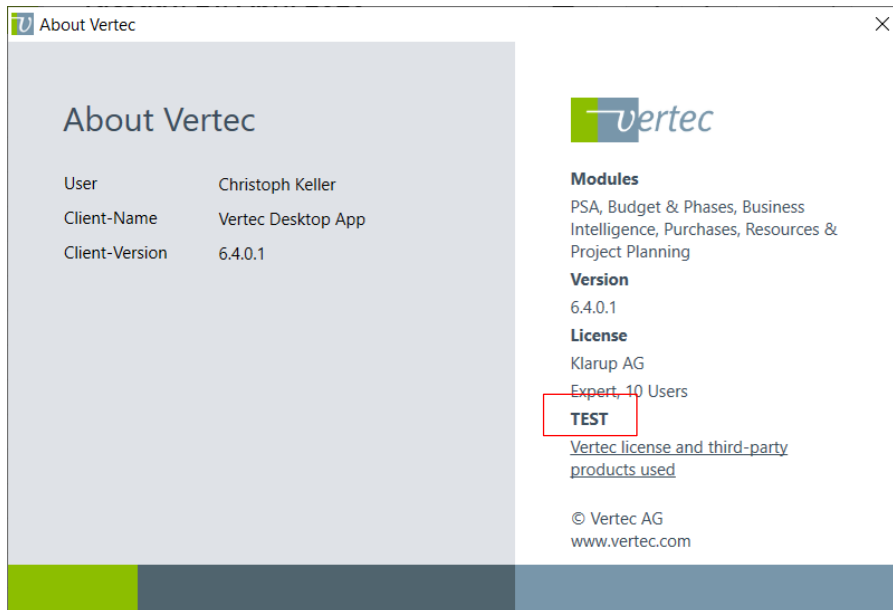 About Vertec
About Vertec
User Christoph Keller
Client-Name Vertec Desktop App
Client-Version 6.4.0.1
vertec
Modules
PSA, Budget & Phases, Business
Intelligence, Purchases, Resources &
Project Planning
Version
6.4.0.1
License
Klarup AG
Expert, 10 Users
TEST
Vertec license and third-party
products used
© Vertec AG
www.vertec.com